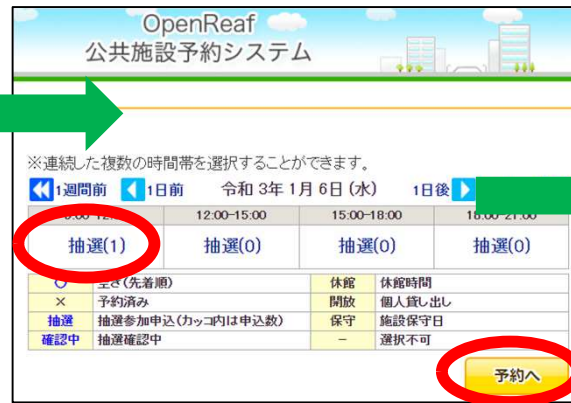 OpenReaf
公共施設予約システム
※連続した複数の時間帯を選択することができます。
1週間前 1日前 令和 3年 1月 6日 (水) 1日後
12:00-15:00 15:00-18:00 18:00-21:00
抽選(1) 抽選(0) 抽選(0) 抽選(0)
空き(先着順) 休館 休館時間
× 予約済み 開放 個人貸し出し
抽選 抽選参加申込(カッコ内は申込数) 保守 施設保守日
確認中 抽選確認中 − 選択不可
予約へ